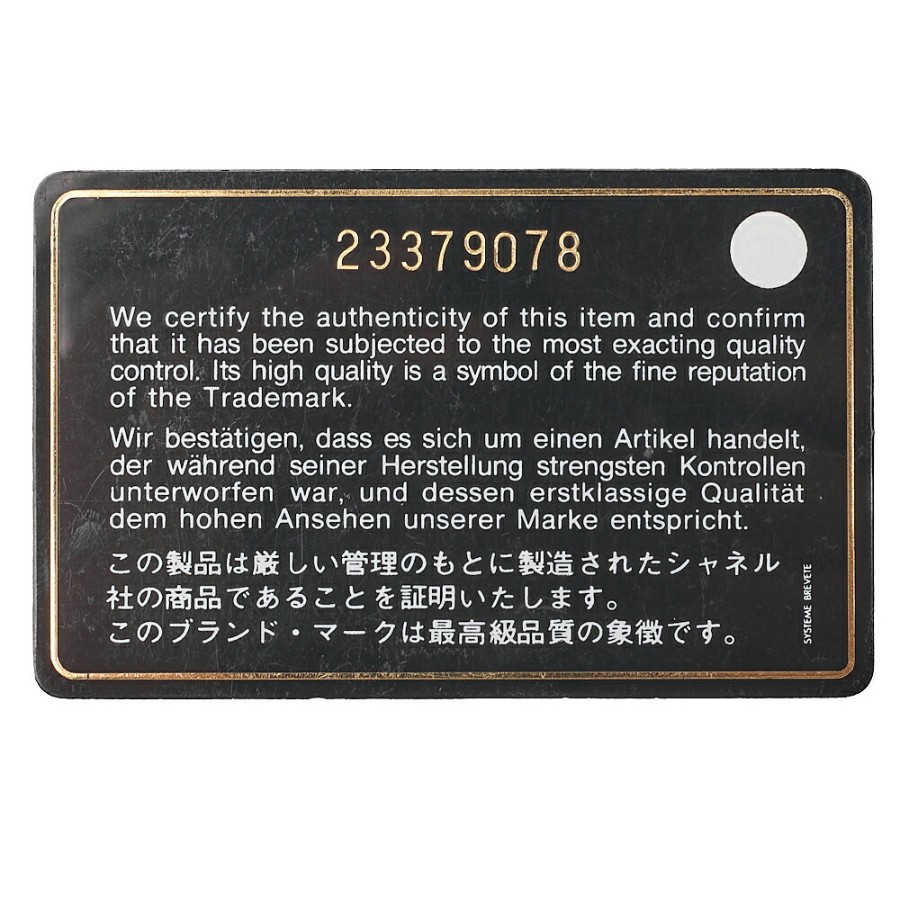 23379078
We certify the authenticity of this item and confirm
that it has been subjected to the most exacting quality
control. Its high quality is a symbol of the fine reputation
of the Trademark.
Wir bestätigen, dass es sich um einen Artikel handelt,
der während seiner Herstellung strengsten Kontrollen
unterworfen war, und dessen erstklassige Qualität
dem hohen Ansehen unserer Marke entspricht.
この製品は厳しい管理のもとに製造されたシャネル
社の商品であることを証明いたします。
このブランド・マークは最高級品質の象徴です。
SYSTEME BREVETE